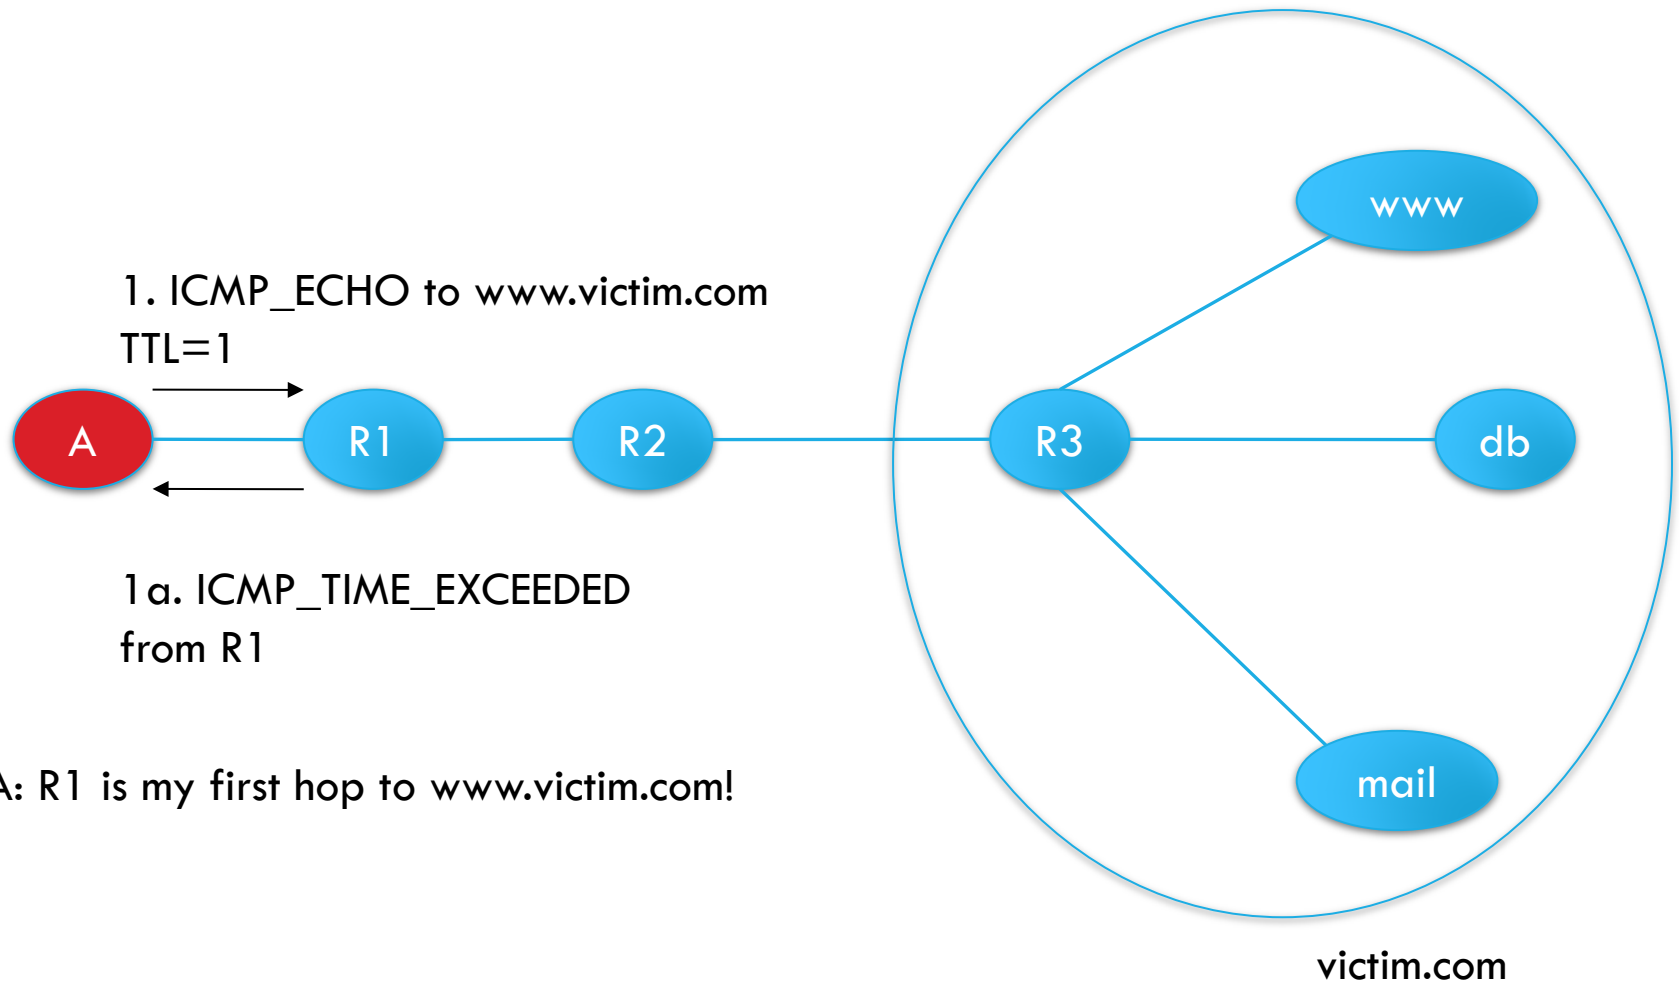 www
1. ICMP_ECHO to www.victim.com
TTL=1
A
R1
R2
R3
db
1a. ICMP_TIME_EXCEEDED
from R1
A: R1 is my first hop to www.victim.com!
mail
victim.com